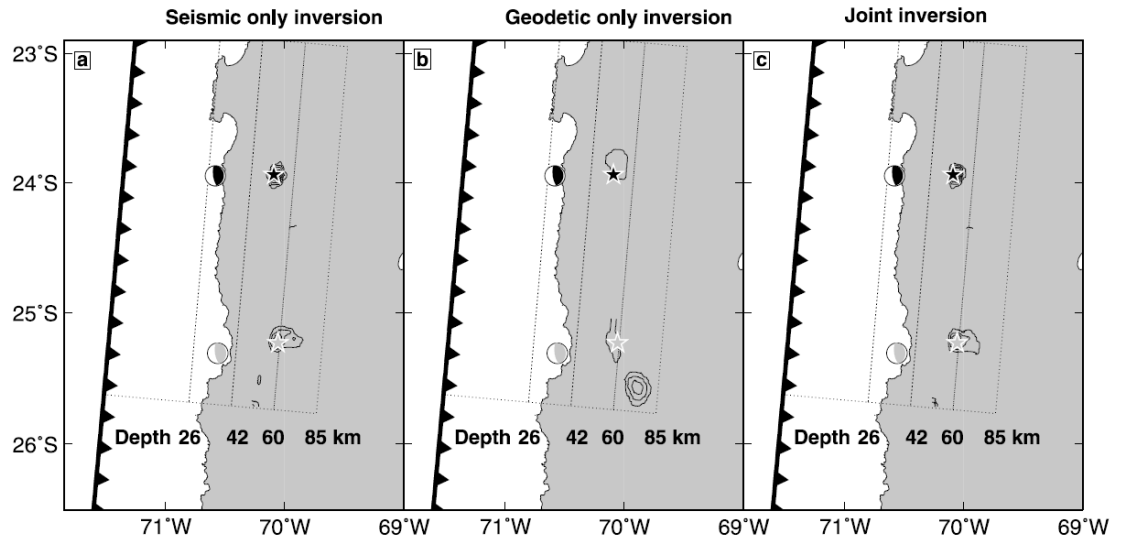 Seismic only inversion
Geodetic only inversion
Joint inversion
23°S
24°S
25°S
26°S
a
b
c
Depth 26 42 60 85 km
Depth 26 42 60 85 km
Depth 26 42 60 85 km
71°W 70°W 69°W
71°W 70°W 69°W
71°W 70°W 69°W